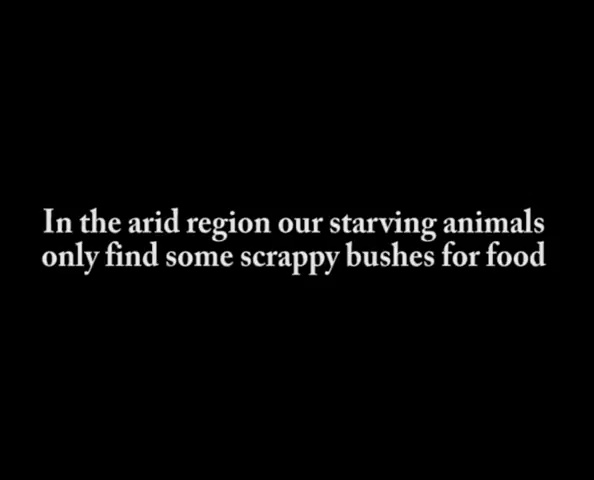 In the arid region our starving animals
only find some scrappy bushes for food